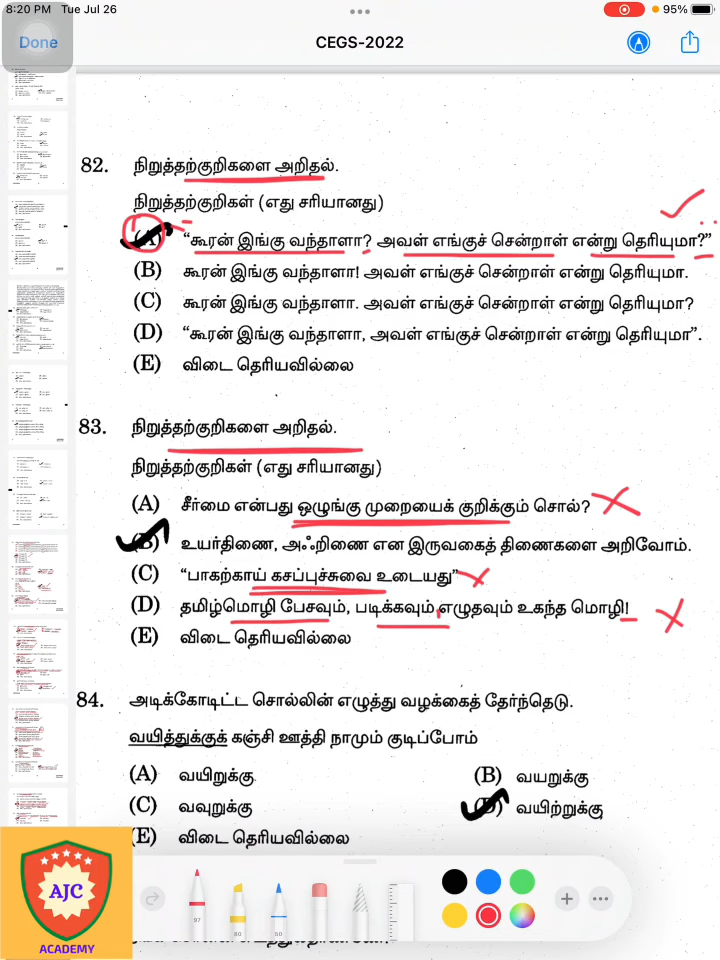 8:20 PM Tue Jul 26
95%
Done
CEGS-2022
82. நிறுத்தற்குறிகளை அறிதல்.
நிறுத்தற்குறிகள் (எது சரியானது)
(A) “கூரன் இங்கு வந்தாளா? அவள் எங்குச் சென்றாள் என்று தெரியுமா?”
(B) கூரன் இங்கு வந்தாளா! அவள் எங்குச் சென்றாள் என்று தெரியுமா.
(C) கூரன் இங்கு வந்தாளா. அவள் எங்குச் சென்றாள் என்று தெரியுமா?
(D) “கூரன் இங்கு வந்தாளா, அவள் எங்குச் சென்றாள் என்று தெரியுமா”.
(E) விடை தெரியவில்லை
83. நிறுத்தற்குறிகளை அறிதல்.
நிறுத்தற்குறிகள் (எது சரியானது)
(A) சீர்மை என்பது ஒழுங்கு முறையைக் குறிக்கும் சொல்?
(B) உயர்திணை, அஃறிணை என இருவகைத் திணைகளை அறிவோம்.
(C) “பாகற்காய் கசப்புச்சுவை உடையது”
(D) தமிழ்மொழி பேசவும், படிக்கவும், எழுதவும் உகந்த மொழி!
(E) விடை தெரியவில்லை
84. அடிக்கோடிட்ட சொல்லின் எழுத்து வழக்கைத் தேர்ந்தெடு.
வயித்துக்குக் கஞ்சி ஊத்தி நாமும் குடிப்போம்
(A) வயிறுக்கு (B) வயறுக்கு
(C) வவுறுக்கு (D) வயிற்றுக்கு
(E) விடை தெரியவில்லை
AJC
ACADEMY
97
80
50